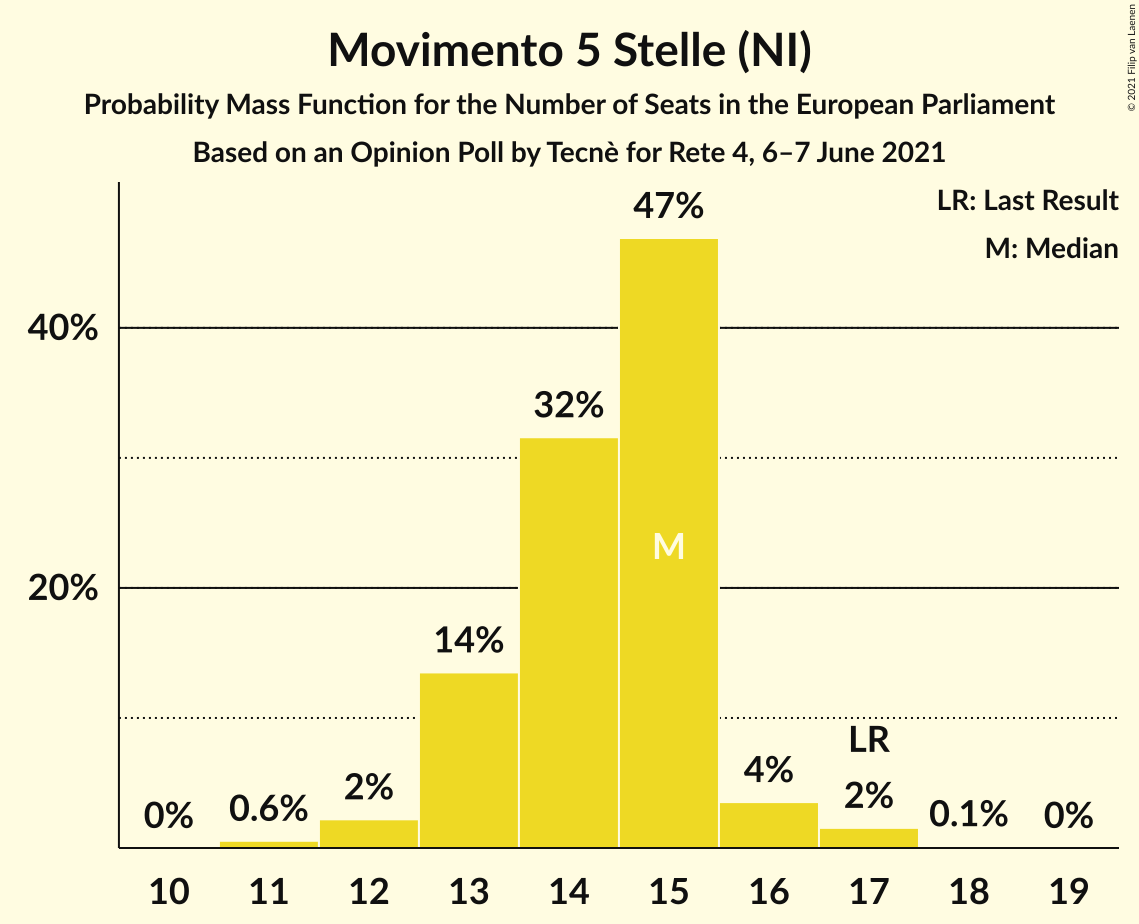 © 2021 Filip van Laenen
Movimento 5 Stelle (NI)
Probability Mass Function for the Number of Seats in the European Parliament
Based on an Opinion Poll by Tecnè for Rete 4, 6–7 June 2021
LR: Last Result
M: Median
47%
40%
32%
M
20%
14%
LR
4%
2%
2%
0.6%
0.1%
0%
0%
10 11 12 13 14 15 16 17 18 19